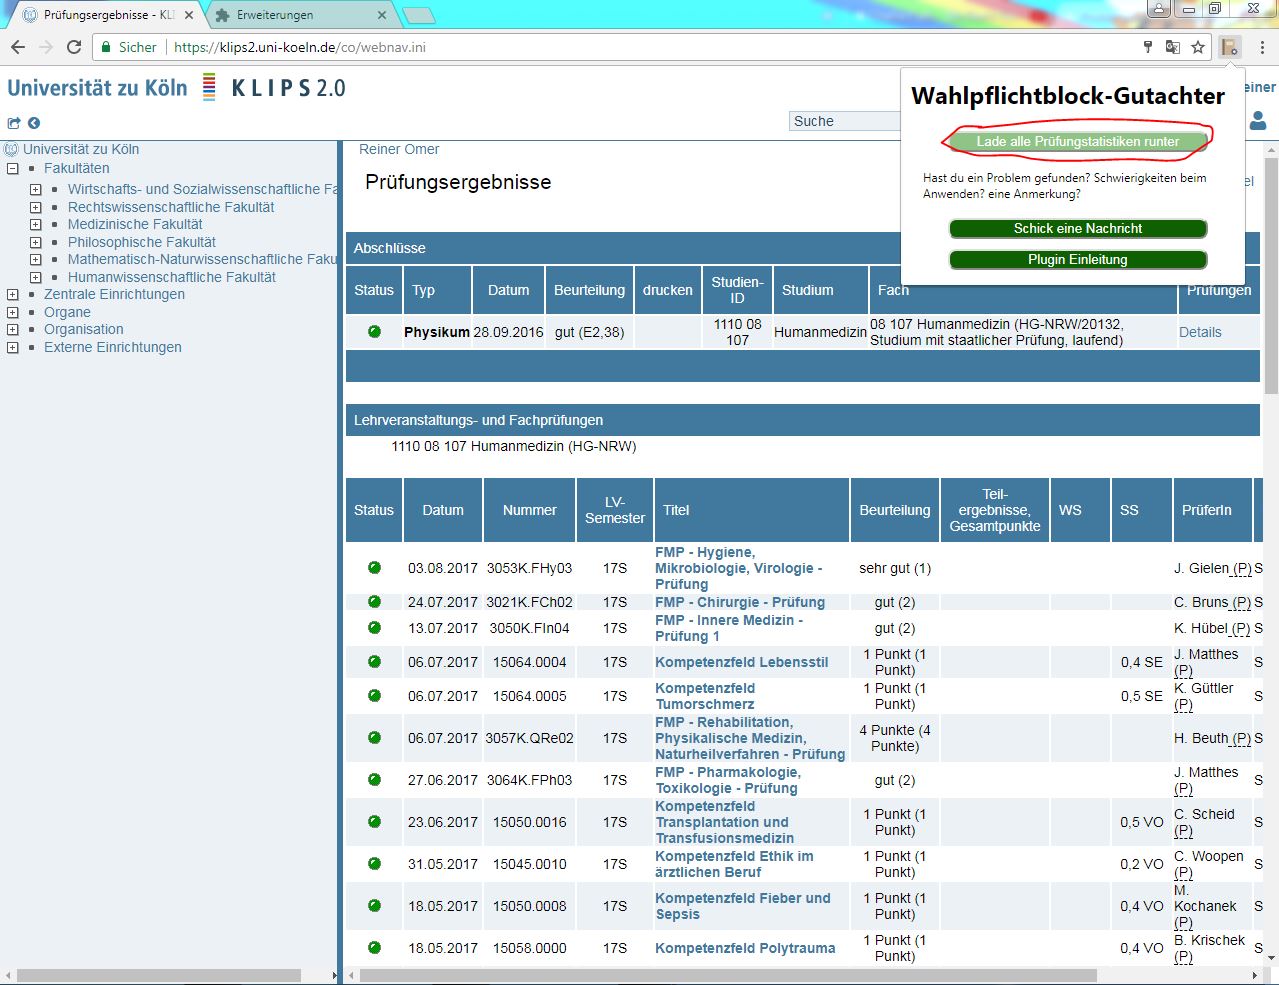 Prüfungsergebnisse - KLI
Erweiterungen
Sicher
https://klips2.uni-koeln.de/co/webnav.ini
Universität zu Köln KLIPS 2.0
Suche
einer
Wahlpflichtblock-Gutachter
Lade alle Prüfungstatistiken runter
Hast du ein Problem gefunden? Schwierigkeiten beim
Anwenden? eine Anmerkung?
Schick eine Nachricht
Plugin Einleitung
Universität zu Köln
Fakultäten
Wirtschafts- und Sozialwissenschaftliche Fa
Rechtswissenschaftliche Fakultät
Medizinische Fakultät
Philosophische Fakultät
Mathematisch-Naturwissenschaftliche Faku
Humanwissenschaftliche Fakultät
Zentrale Einrichtungen
Organe
Organisation
Externe Einrichtungen
Reiner Omer
Prüfungsergebnisse
el
Abschlüsse
Status Typ Datum Beurteilung drucken Studien-ID Studium Fach Prüfungen
Physikum 28.09.2016 gut (E2,38) 1110 08 107 Humanmedizin 08 107 Humanmedizin (HG-NRW/20132, Studium mit staatlicher Prüfung, laufend) Details
Lehrveranstaltungs- und Fachprüfungen
1110 08 107 Humanmedizin (HG-NRW)
Status Datum Nummer LV-Semester Titel Beurteilung Teil-ergebnisse, Gesamtpunkte WS SS PrüferIn
03.08.2017 3053K.FHy03 17S FMP - Hygiene, Mikrobiologie, Virologie - Prüfung sehr gut (1) J. Gielen (P) S
24.07.2017 3021K.FCh02 17S FMP - Chirurgie - Prüfung gut (2) C. Bruns (P) S
13.07.2017 3050K.FIn04 17S FMP - Innere Medizin - Prüfung 1 gut (2) K. Hübel (P) S
06.07.2017 15064.0004 17S Kompetenzfeld Lebensstil 1 Punkt (1 Punkt) 0,4 SE J. Matthes (P) S
06.07.2017 15064.0005 17S Kompetenzfeld Tumorschmerz 1 Punkt (1 Punkt) 0,5 SE K. Güttler (P) S
06.07.2017 3057K.QRe02 17S FMP - Rehabilitation, Physikalische Medizin, Naturheilverfahren - Prüfung 4 Punkte (4 Punkte) H. Beuth (P) S
27.06.2017 3064K.FPh03 17S FMP - Pharmakologie, Toxikologie - Prüfung gut (2) J. Matthes (P) S
23.06.2017 15050.0016 17S Kompetenzfeld Transplantation und Transfusionsmedizin 1 Punkt (1 Punkt) 0,5 VO C. Scheid (P) S
31.05.2017 15045.0010 17S Kompetenzfeld Ethik im ärztlichen Beruf 1 Punkt (1 Punkt) 0,2 VO C. Woopen (P) S
18.05.2017 15050.0008 17S Kompetenzfeld Fieber und Sepsis 1 Punkt (1 Punkt) 0,4 VO M. Kochanek (P) S
18.05.2017 15058.0000 17S Kompetenzfeld Polytrauma 1 Punkt (1 Punkt) 0,4 VO B. Krischek (P) S